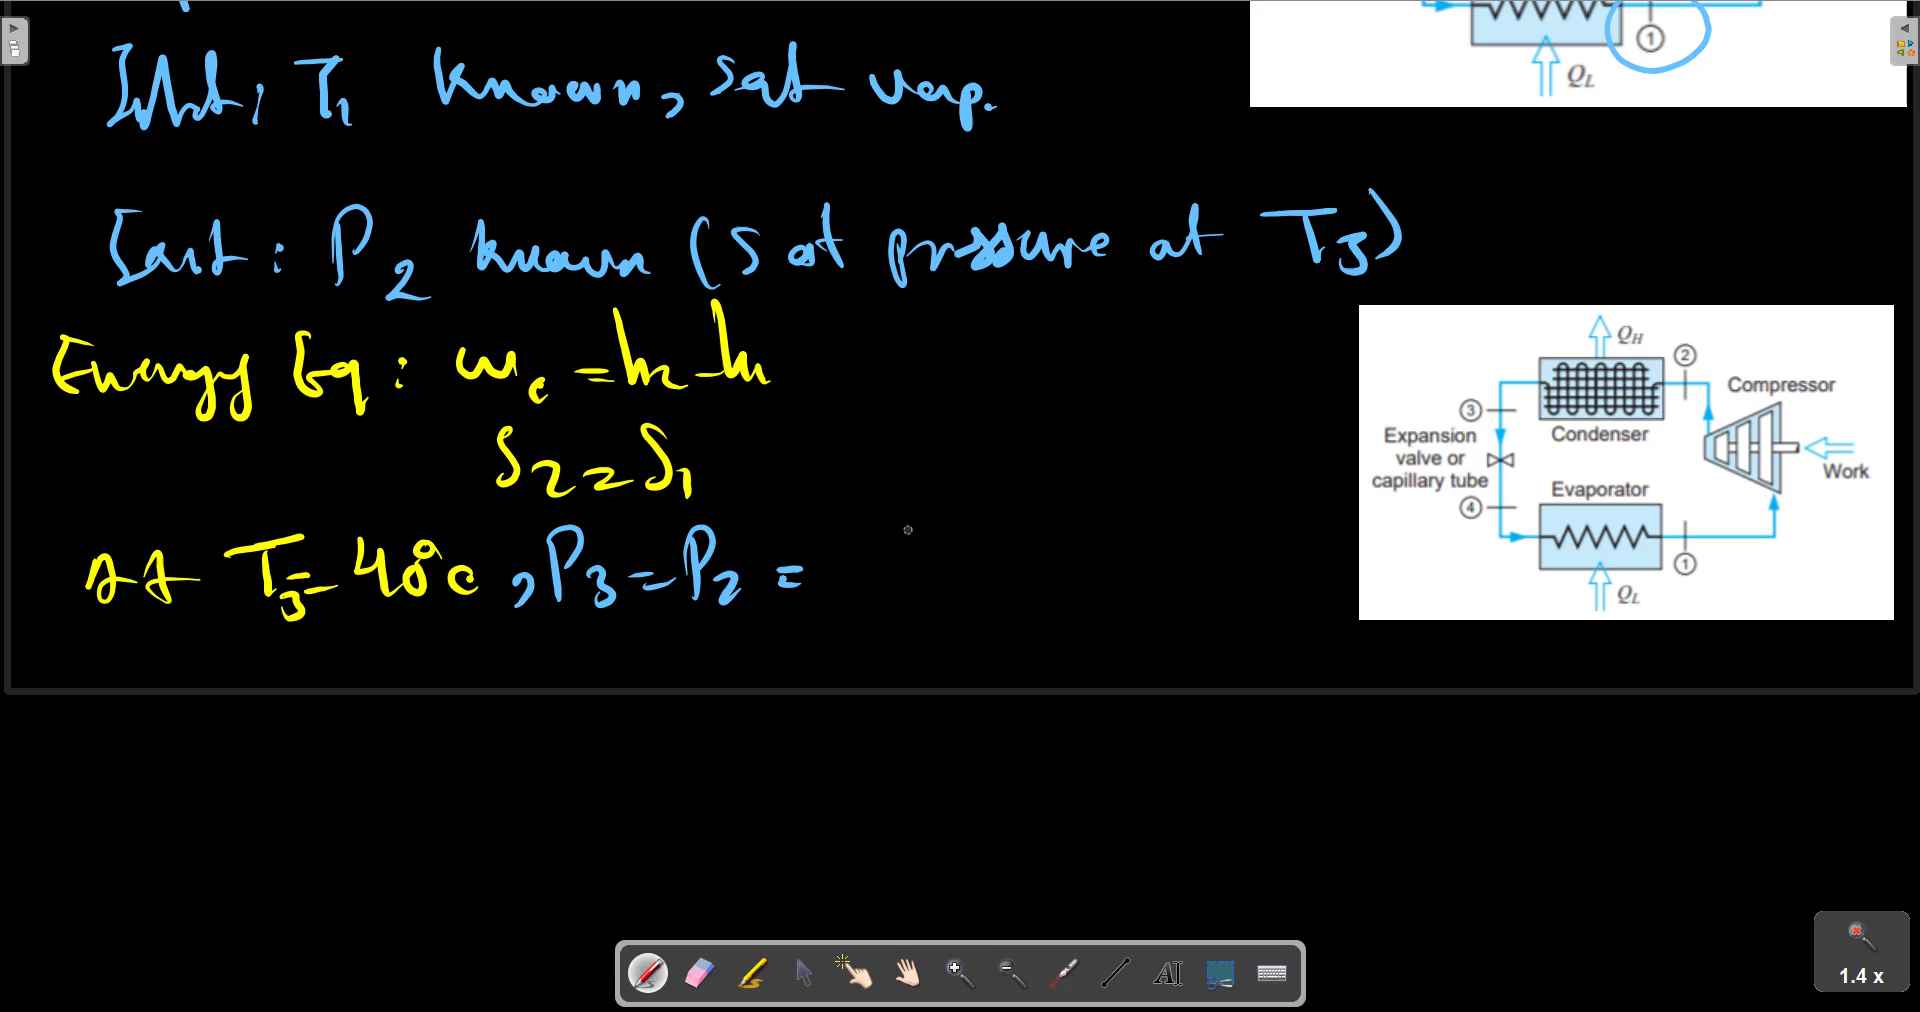 1
QL
Inlet: T1 known, sat vap.
Exit: P2 known (sat pressure at T3)
Energy Eq: wc = h2 - h1
S2 = S1
At T3 = 40°C, P3 = P2 =
QH
2
Compressor
3
Condenser
Expansion valve or capillary tube
Work
Evaporator
4
1
QL
AI
1.4 x